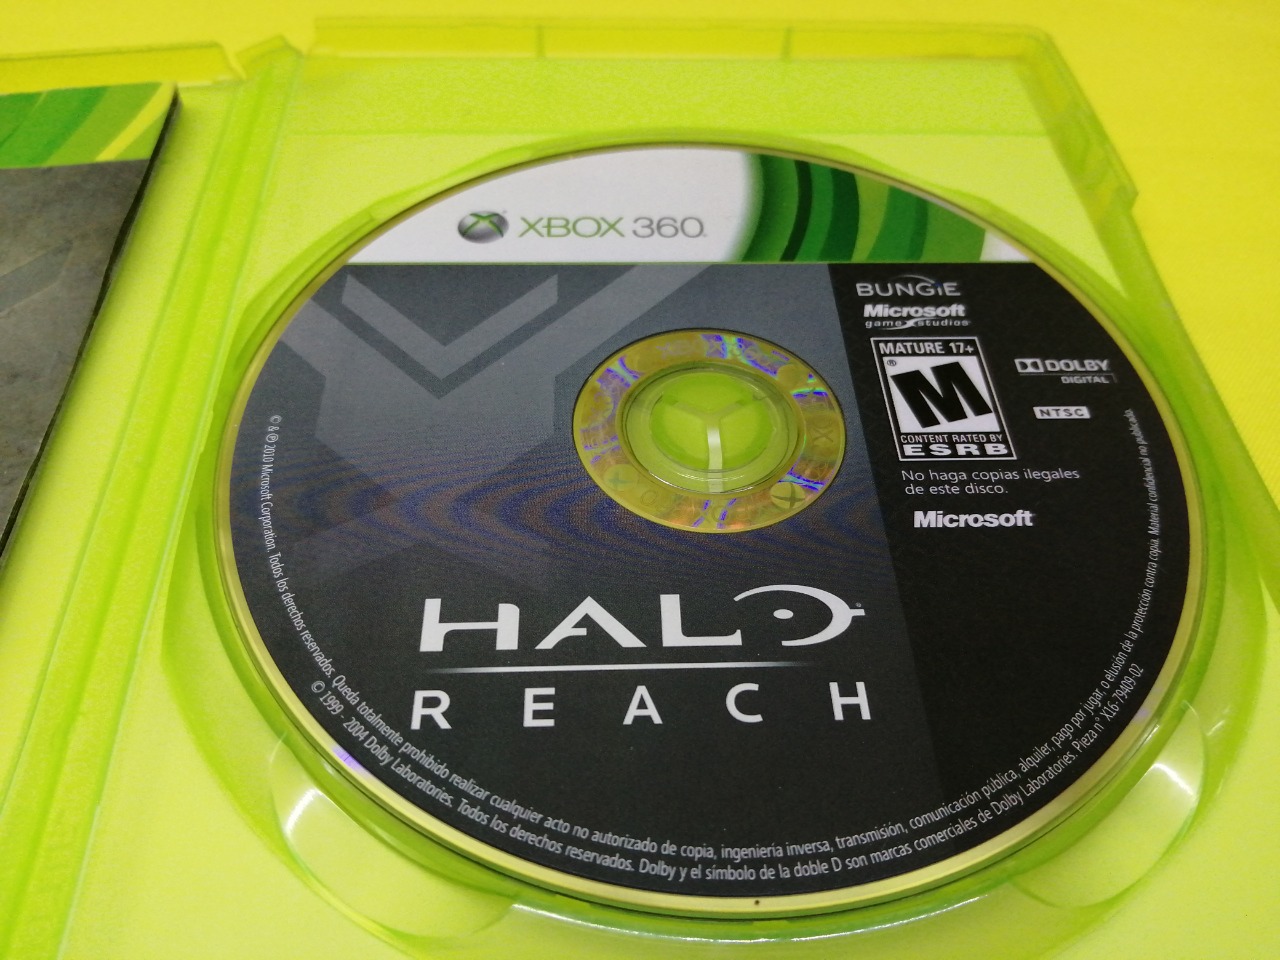 XBOX 360
BUNGiE
Microsoft
game studios
MATURE 17+
M
®
CONTENT RATED BY
ESRB
DOLBY
DIGITAL
NTSC
No haga copias ilegales
de este disco.
Microsoft
HALO
REACH
© & ℗ 2010 Microsoft Corporation. Todos los derechos reservados. Queda totalmente prohibido realizar cualquier acto no autorizado de copia, ingeniería inversa, transmisión, comunicación pública, alquiler, pago por jugar, o elusión de la protección contra copia. Material confidencial no publicado.
© 1999 - 2004 Dolby Laboratories. Todos los derechos reservados. Dolby y el símbolo de la doble D son marcas comerciales de Dolby Laboratories. Pieza nº X16-79409-02